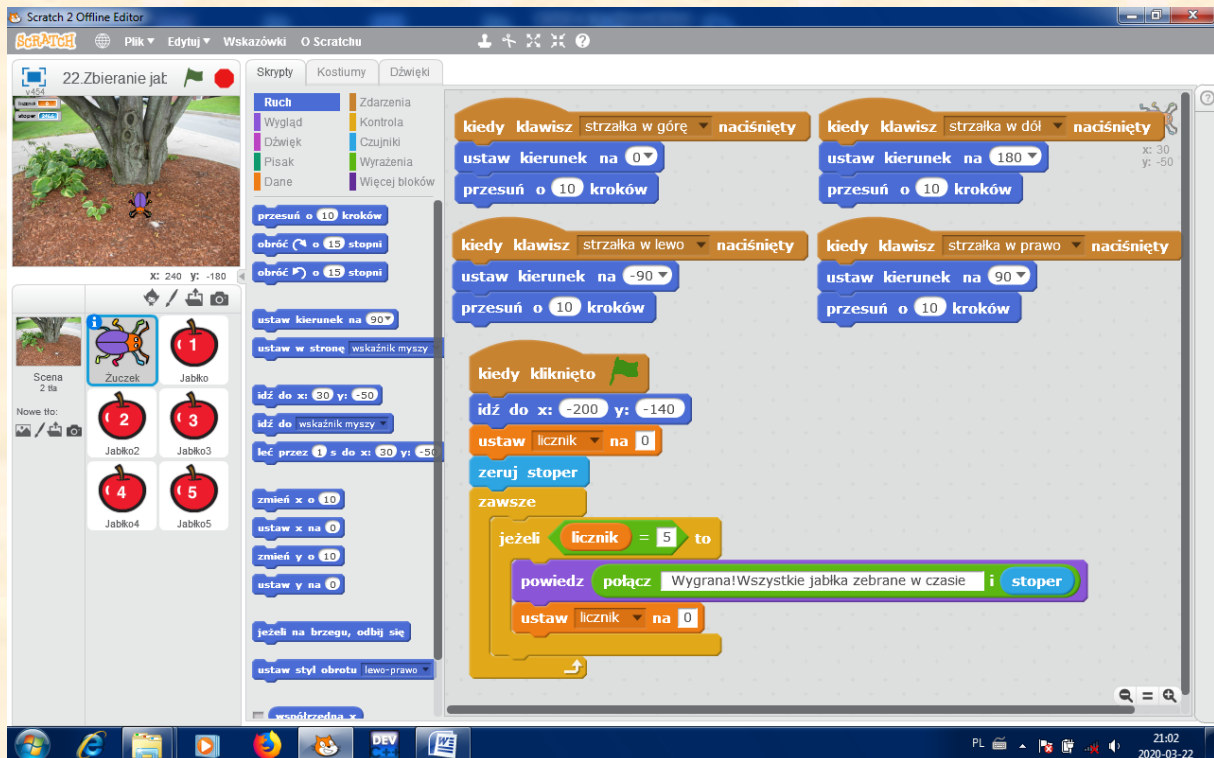 Scratch 2 Offline Editor
SCRATCH Plik Edytuj Wskazówki O Scratchu
22.Zbieranie jab
v454
stoper
x: 240 y: -180
Scena
2 tła
Nowe tło:
Żuczek
1
Jabłko
2
Jabłko2
3
Jabłko3
4
Jabłko4
5
Jabłko5
Skrypty Kostiumy Dźwięki
Ruch Zdarzenia
Wygląd Kontrola
Dźwięk Czujniki
Pisak Wyrażenia
Dane Więcej bloków
przesuń o 10 kroków
obróć o 15 stopni
obróć o 15 stopni
ustaw kierunek na 90
ustaw w stronę wskaźnik myszy
idź do x: 30 y: -50
idź do wskaźnik myszy
leć przez 1 s do x: 30 y: -50
zmień x o 10
ustaw x na 0
zmień y o 10
ustaw y na 0
jeżeli na brzegu, odbij się
ustaw styl obrotu lewo-prawo
współrzędna x
kiedy klawisz strzałka w górę naciśnięty
ustaw kierunek na 0
przesuń o 10 kroków
kiedy klawisz strzałka w dół naciśnięty
ustaw kierunek na 180
przesuń o 10 kroków
x: 30
y: -50
kiedy klawisz strzałka w lewo naciśnięty
ustaw kierunek na -90
przesuń o 10 kroków
kiedy klawisz strzałka w prawo naciśnięty
ustaw kierunek na 90
przesuń o 10 kroków
kiedy kliknięto
idź do x: -200 y: -140
ustaw licznik na 0
zeruj stoper
zawsze
jeżeli licznik = 5 to
powiedz połącz Wygrana!Wszystkie jabłka zebrane w czasie i stoper
ustaw licznik na 0
DEV
PL
21:02
2020-03-22